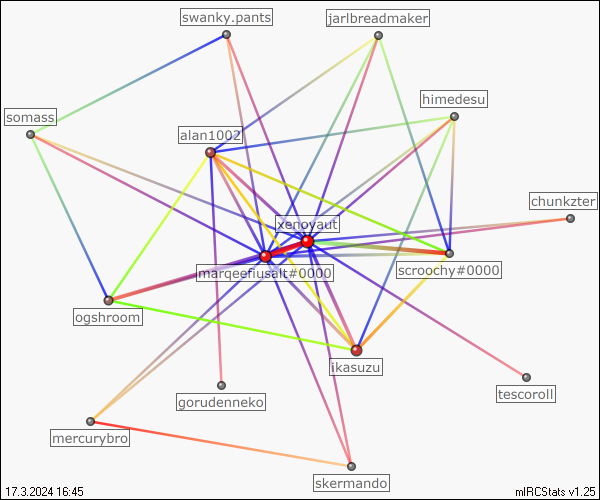 swanky.pants
jarlbreadmaker
himedesu
somass
alan1002
chunkzter
xenoyaut
marqeefiusalt#0000
scroochy#0000
ogshroom
ikasuzu
tescoroll
gorudenneko
mercurybro
skermando
17.3.2024 16:45
mIRCStats v1.25